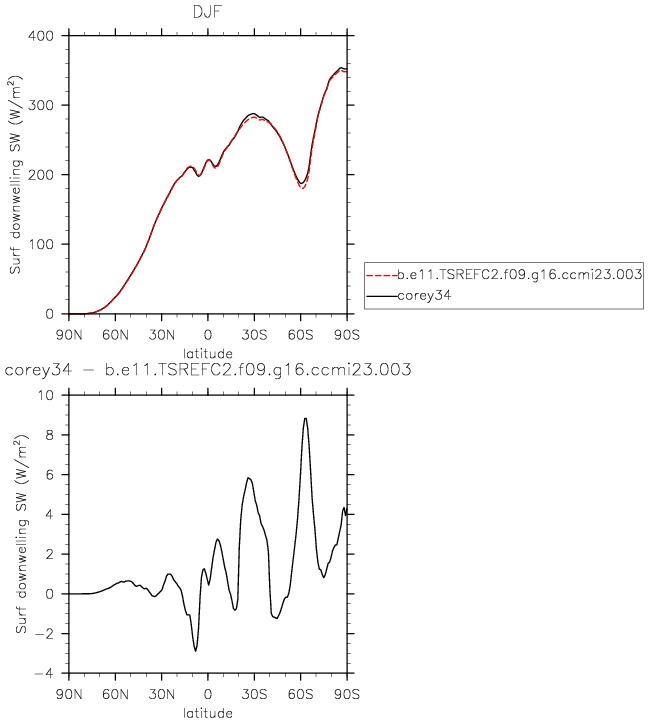 DJF
400
300
200
100
0
Surf downwelling SW (W/m²)
90N 60N 30N 0 30S 60S 90S
latitude
b.e11.TSREFC2.f09.g16.ccmi23.003
corey34
corey34 − b.e11.TSREFC2.f09.g16.ccmi23.003
10
8
6
4
2
0
−2
−4
Surf downwelling SW (W/m²)
90N 60N 30N 0 30S 60S 90S
latitude